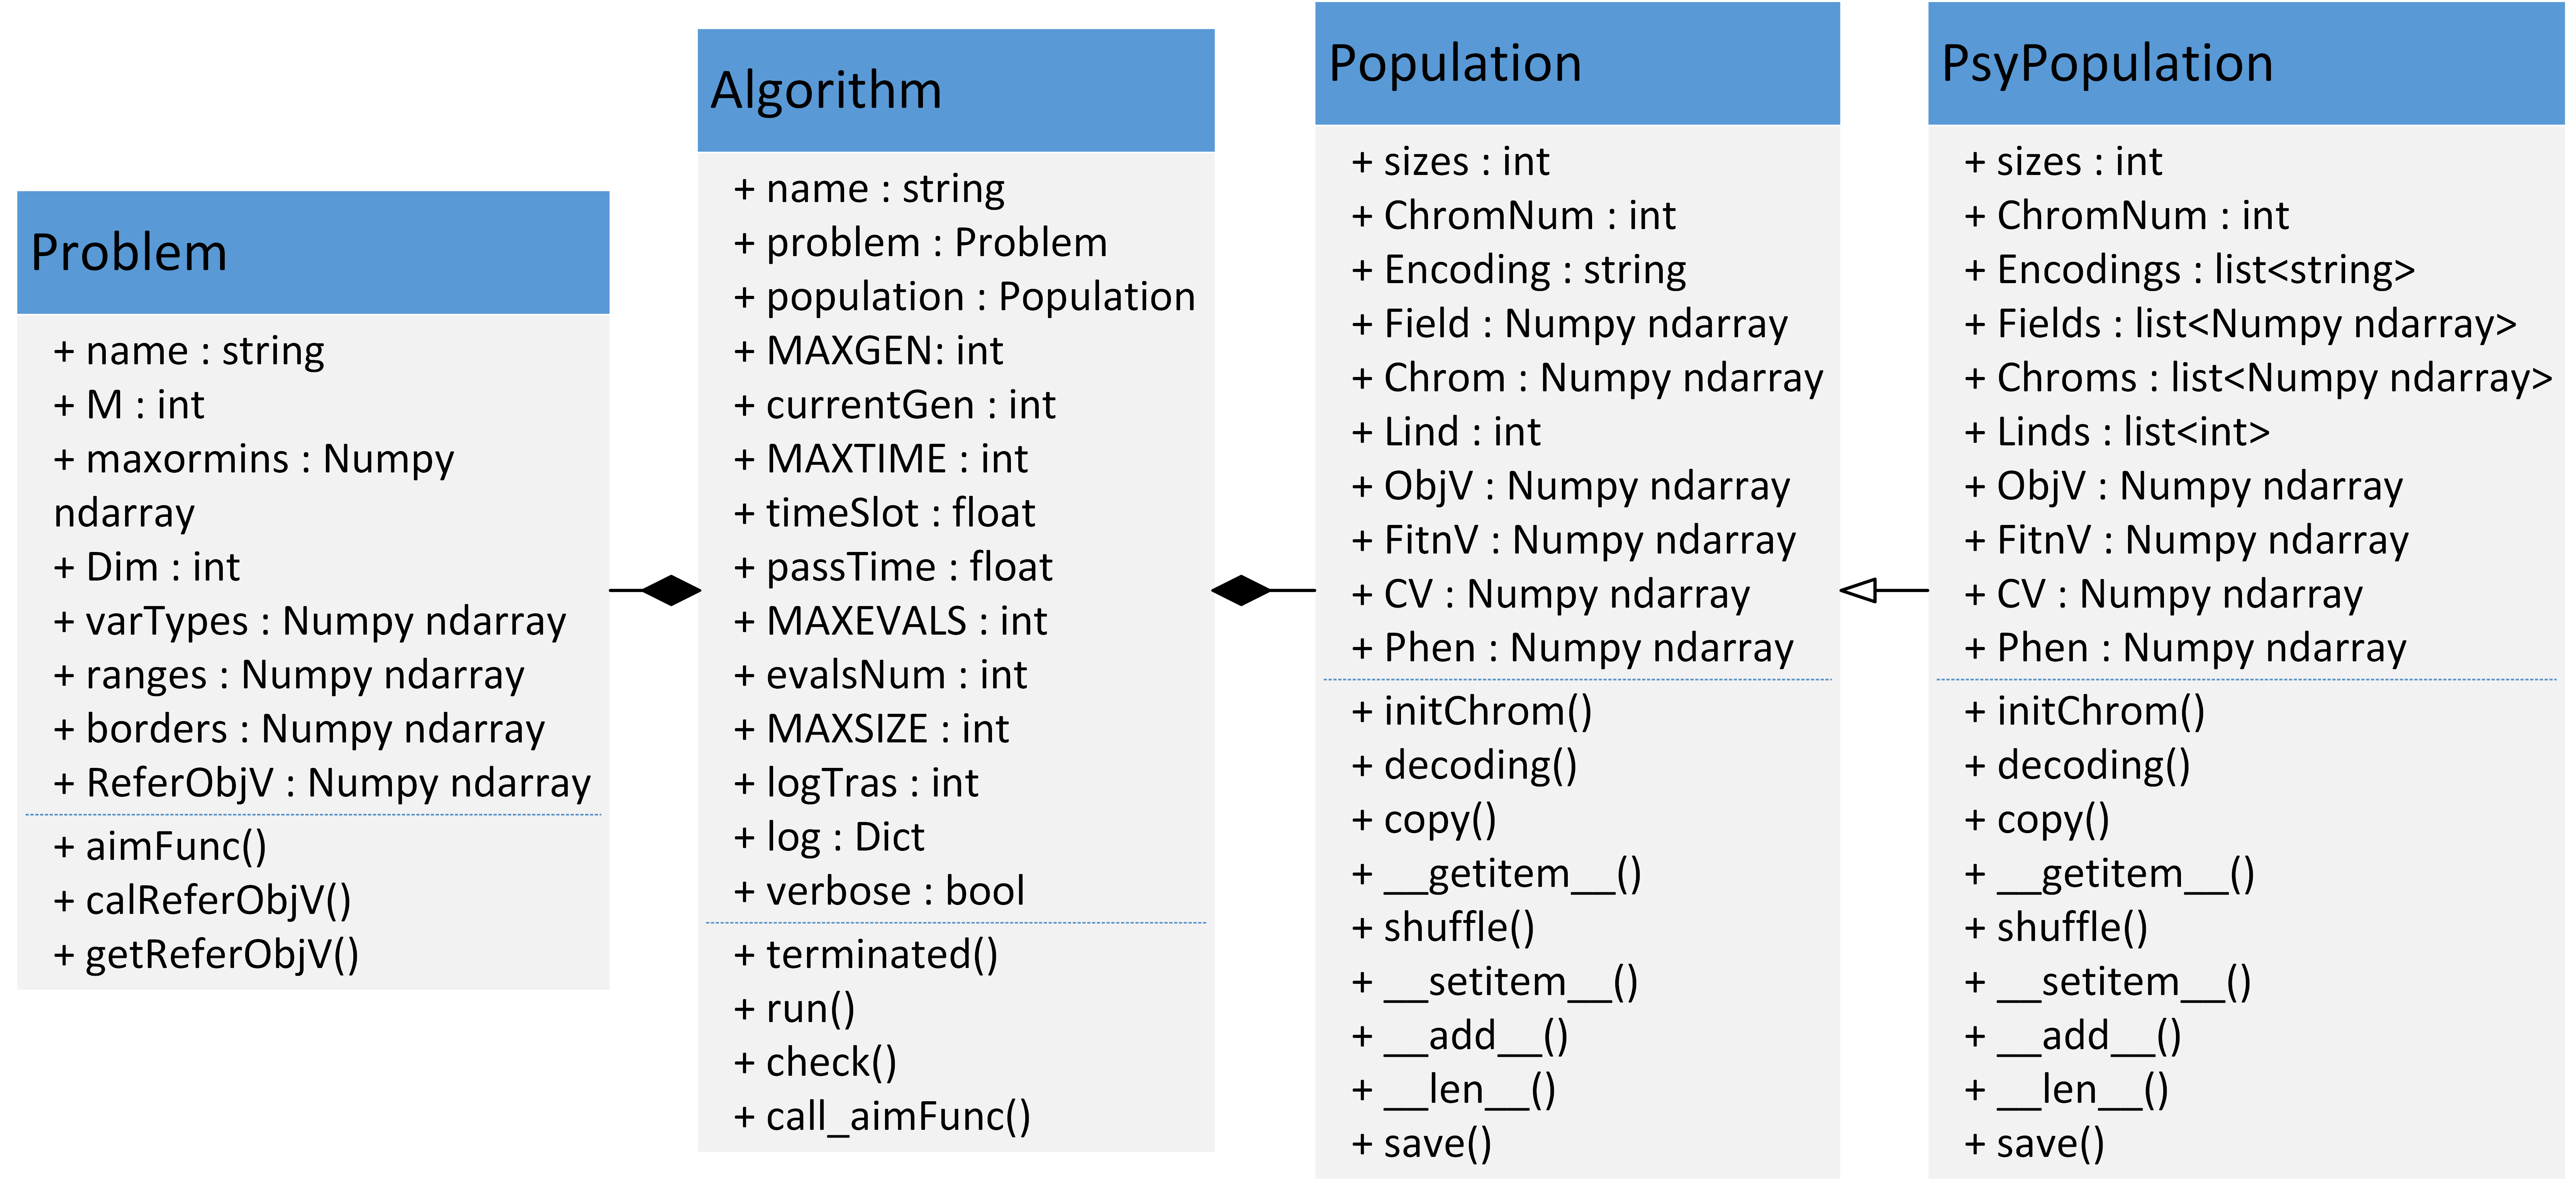 Problem
+ name : string
+ M : int
+ maxormins : Numpy
ndarray
+ Dim : int
+ varTypes : Numpy ndarray
+ ranges : Numpy ndarray
+ borders : Numpy ndarray
+ ReferObjV : Numpy ndarray
+ aimFunc()
+ calReferObjV()
+ getReferObjV()
Algorithm
+ name : string
+ problem : Problem
+ population : Population
+ MAXGEN: int
+ currentGen : int
+ MAXTIME : int
+ timeSlot : float
+ passTime : float
+ MAXEVALS : int
+ evalsNum : int
+ MAXSIZE : int
+ logTras : int
+ log : Dict
+ verbose : bool
+ terminated()
+ run()
+ check()
+ call_aimFunc()
Population
+ sizes : int
+ ChromNum : int
+ Encoding : string
+ Field : Numpy ndarray
+ Chrom : Numpy ndarray
+ Lind : int
+ ObjV : Numpy ndarray
+ FitnV : Numpy ndarray
+ CV : Numpy ndarray
+ Phen : Numpy ndarray
+ initChrom()
+ decoding()
+ copy()
+ __getitem__()
+ shuffle()
+ __setitem__()
+ __add__()
+ __len__()
+ save()
PsyPopulation
+ sizes : int
+ ChromNum : int
+ Encodings : list<string>
+ Fields : list<Numpy ndarray>
+ Chroms : list<Numpy ndarray>
+ Linds : list<int>
+ ObjV : Numpy ndarray
+ FitnV : Numpy ndarray
+ CV : Numpy ndarray
+ Phen : Numpy ndarray
+ initChrom()
+ decoding()
+ copy()
+ __getitem__()
+ shuffle()
+ __setitem__()
+ __add__()
+ __len__()
+ save()